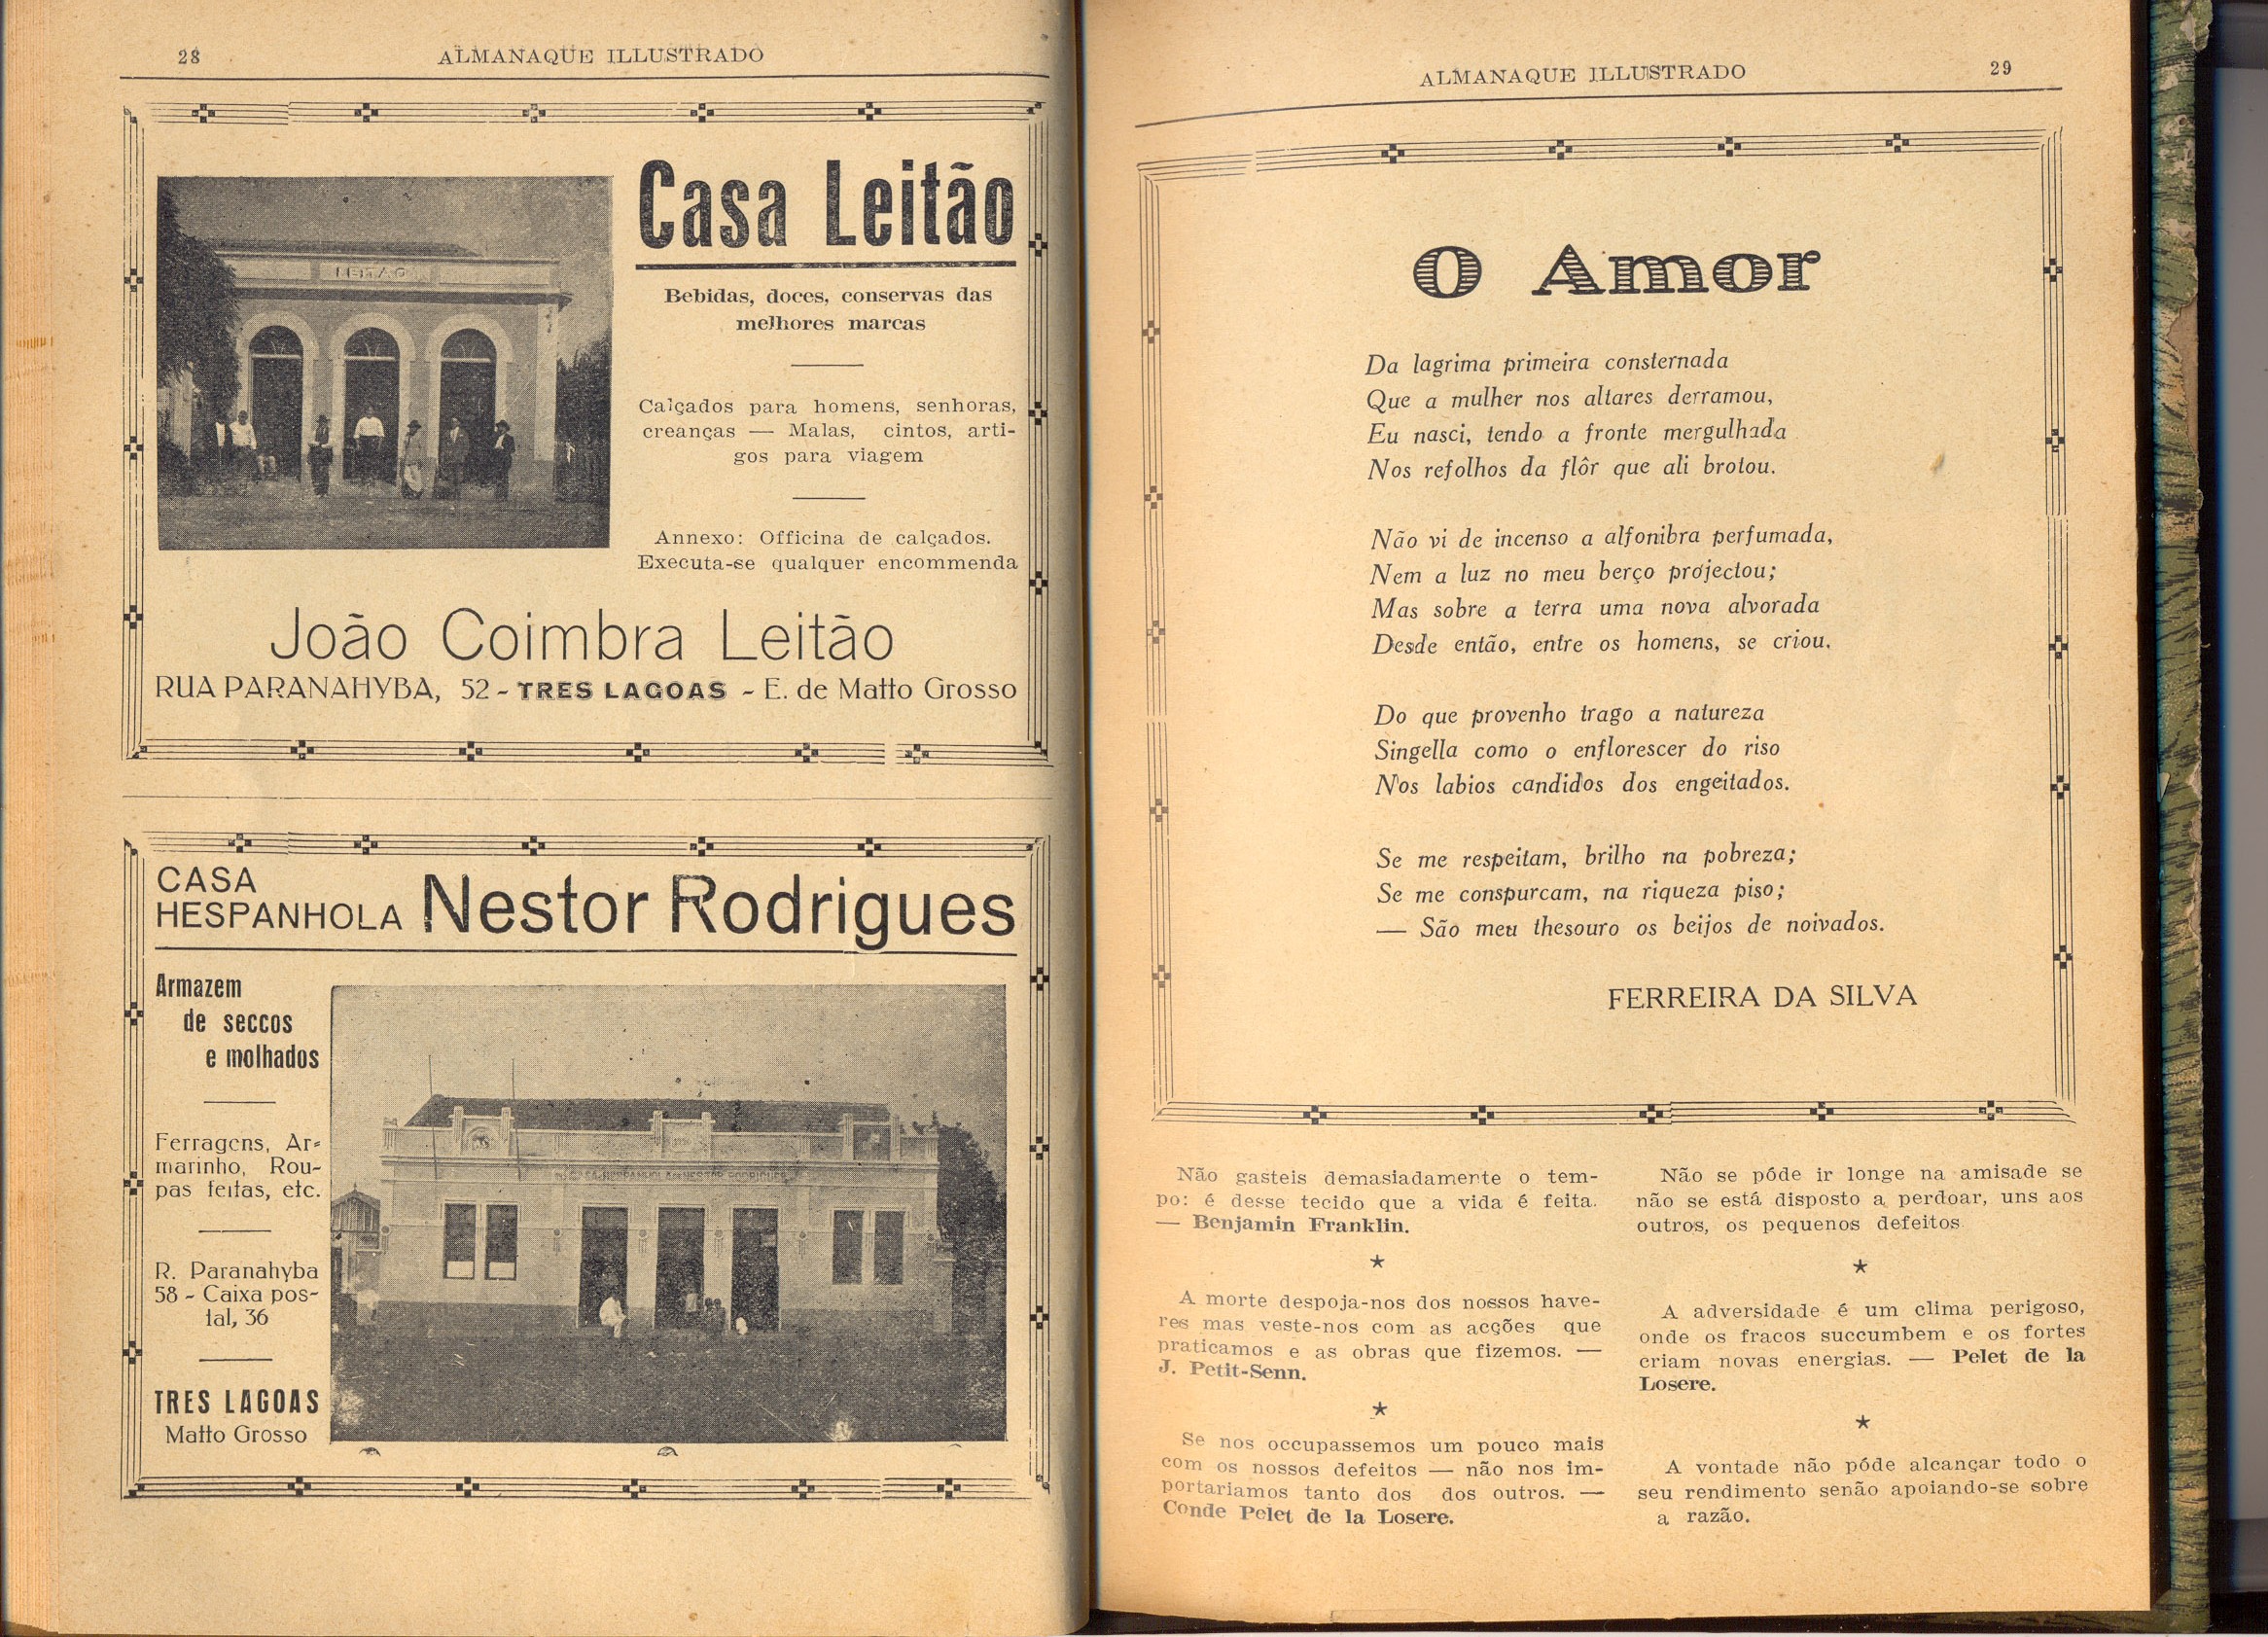 28
ALMANAQUE ILLUSTRADO
LEITAO
Casa Leitão
Bebidas, doces, conservas das
melhores marcas
Calçados para homens, senhoras,
creanças — Malas, cintos, arti-
gos para viagem
Annexo: Officina de calçados.
Executa-se qualquer encommenda
João Coimbra Leitão
RUA PARANAHYBA, 52 - TRES LAGOAS - E. de Matto Grosso
CASA
HESPANHOLA
Nestor Rodrigues
Armazem
de seccos
e molhados
Ferragens, Ar-
marinho, Rou-
pas feitas, etc.
R. Paranahyba
58 - Caixa pos-
tal, 36
TRES LAGOAS
Matto Grosso
CASA HESPANHOLA NESTOR RODRIGUES
ALMANAQUE ILLUSTRADO
29
O Amor
Da lagrima primeira consternada
Que a mulher nos altares derramou,
Eu nasci, tendo a fronte mergulhada
Nos refolhos da flôr que ali brotou.
Não vi de incenso a alfonibra perfumada,
Nem a luz no meu berço projectou;
Mas sobre a terra uma nova alvorada
Desde então, entre os homens, se criou.
Do que provenho trago a natureza
Singella como o enflorescer do riso
Nos labios candidos dos engeitados.
Se me respeitam, brilho na pobreza;
Se me conspurcam, na riqueza piso;
— São meu thesouro os beijos de noivados.
FERREIRA DA SILVA
Não gasteis demasiadamente o tem-
po: é desse tecido que a vida é feita.
— Benjamin Franklin.
★
A morte despoja-nos dos nossos have-
res mas veste-nos com as acções que
praticamos e as obras que fizemos. —
J. Petit-Senn.
★
Se nos occupassemos um pouco mais
com os nossos defeitos — não nos im-
portariamos tanto dos dos outros. —
Conde Pelet de la Losere.
Não se póde ir longe na amisade se
não se está disposto a perdoar, uns aos
outros, os pequenos defeitos
★
A adversidade é um clima perigoso,
onde os fracos succumbem e os fortes
criam novas energias. — Pelet de la
Losere.
★
A vontade não póde alcançar todo o
seu rendimento senão apoiando-se sobre
a razão.